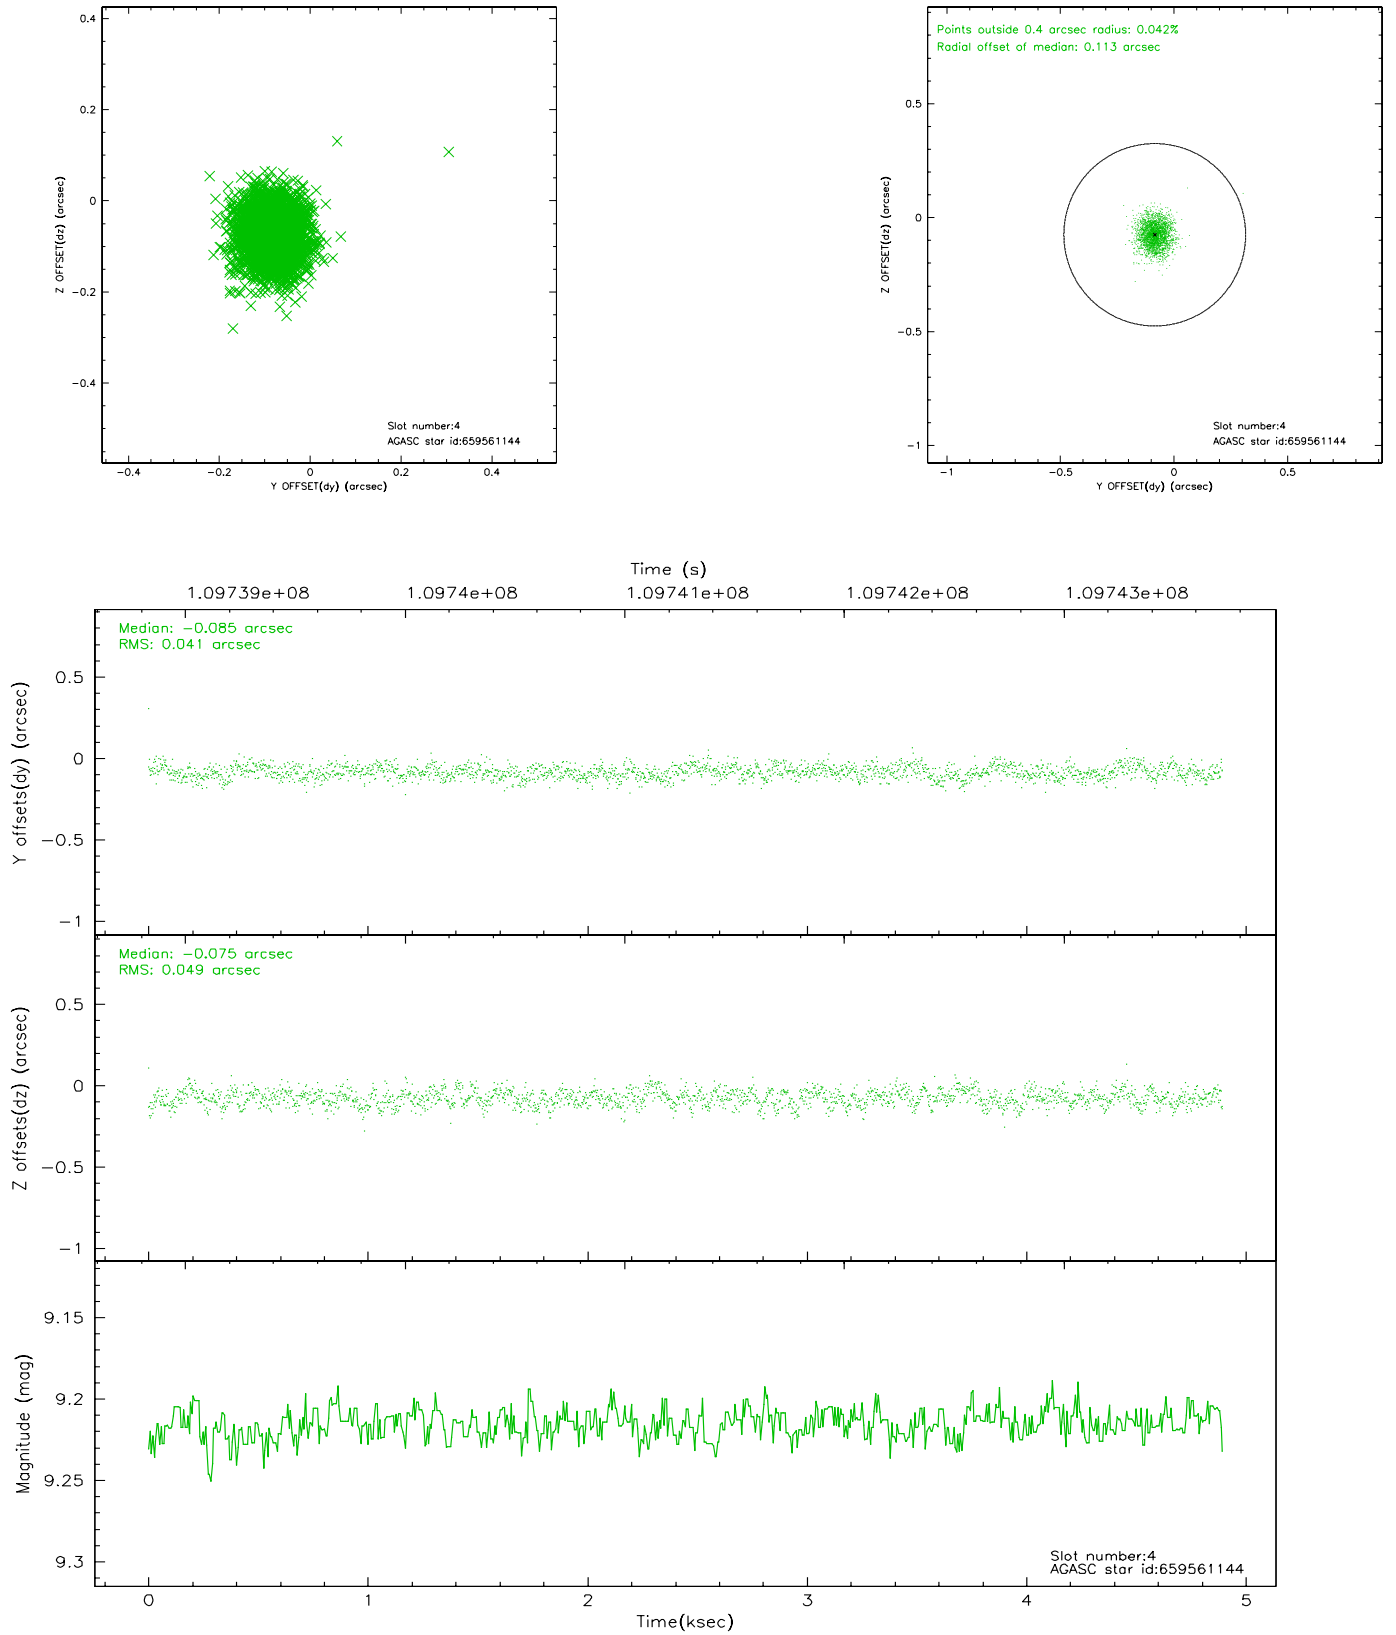 0.4
0.2
0
−0.2
−0.4
Z OFFSET(dz) (arcsec)
Slot number:4
AGASC star id:659561144
−0.4
−0.2
0
0.2
0.4
Y OFFSET(dy) (arcsec)
Points outside 0.4 arcsec radius: 0.042%
Radial offset of median: 0.113 arcsec
0.5
0
−0.5
−1
Z OFFSET(dz) (arcsec)
Slot number:4
AGASC star id:659561144
−1
−0.5
0
0.5
Y OFFSET(dy) (arcsec)
Time (s)
1.09739e+08
1.0974e+08
1.09741e+08
1.09742e+08
1.09743e+08
Median: −0.085 arcsec
RMS: 0.041 arcsec
0.5
0
−0.5
−1
Y offsets(dy) (arcsec)
Median: −0.075 arcsec
RMS: 0.049 arcsec
0.5
0
−0.5
−1
Z offsets(dz) (arcsec)
9.15
9.2
9.25
9.3
Magnitude (mag)
Slot number:4
AGASC star id:659561144
0
1
2
3
4
5
Time(ksec)